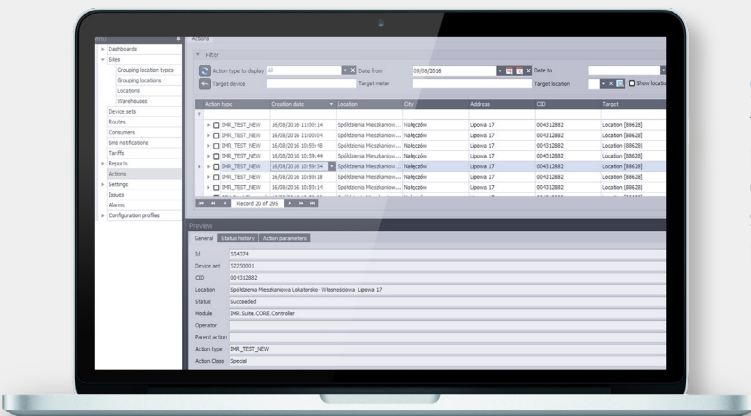 Actions
Dashboards
Sites
Grouping location types
Grouping locations
Locations
Warehouses
Device sets
Routes
Consumers
Sms notifications
Tariffs
Reports
Actions
Settings
Issues
Alarms
Configuration profiles
Filter
Action type to display All Date from 09/08/2016 Date to
Target device Target meter Target location Show location
Action type Creation date Location City Address CID Target
IMR_TEST_NEW 16/08/2016 11:00:14 Spółdzielnia Mieszkaniow... Nałęczów Lipowa 17 004312882 Location [88628]
IMR_TEST_NEW 16/08/2016 11:00:04 Spółdzielnia Mieszkaniow... Nałęczów Lipowa 17 004312882 Location [88628]
IMR_TEST_NEW 16/08/2016 10:59:48 Spółdzielnia Mieszkaniow... Nałęczów Lipowa 17 004312882 Location [88628]
IMR_TEST_NEW 16/08/2016 10:59:44 Spółdzielnia Mieszkaniow... Nałęczów Lipowa 17 004312882 Location [88628]
IMR_TEST_NEW 16/08/2016 10:59:34 Spółdzielnia Mieszkaniow... Nałęczów Lipowa 17 004312882 Location [88628]
IMR_TEST_NEW 16/08/2016 10:59:18 Spółdzielnia Mieszkaniow... Nałęczów Lipowa 17 004312882 Location [88628]
IMR_TEST_NEW 16/08/2016 10:59:14 Spółdzielnia Mieszkaniow... Nałęczów Lipowa 17 004312882 Location [88628]
Record 20 of 295
Preview
General Status history Action parameters
Id 554574
Device set 52250001
CID 004312882
Location Spółdzienia Mieszkaniowa Lokatorsko- Własnościowa Lipowa 17
Status succeeded
Module IMR.Suite.CORE.Controller
Operator
Parent action
Action type IMR_TEST_NEW
Action Class Special